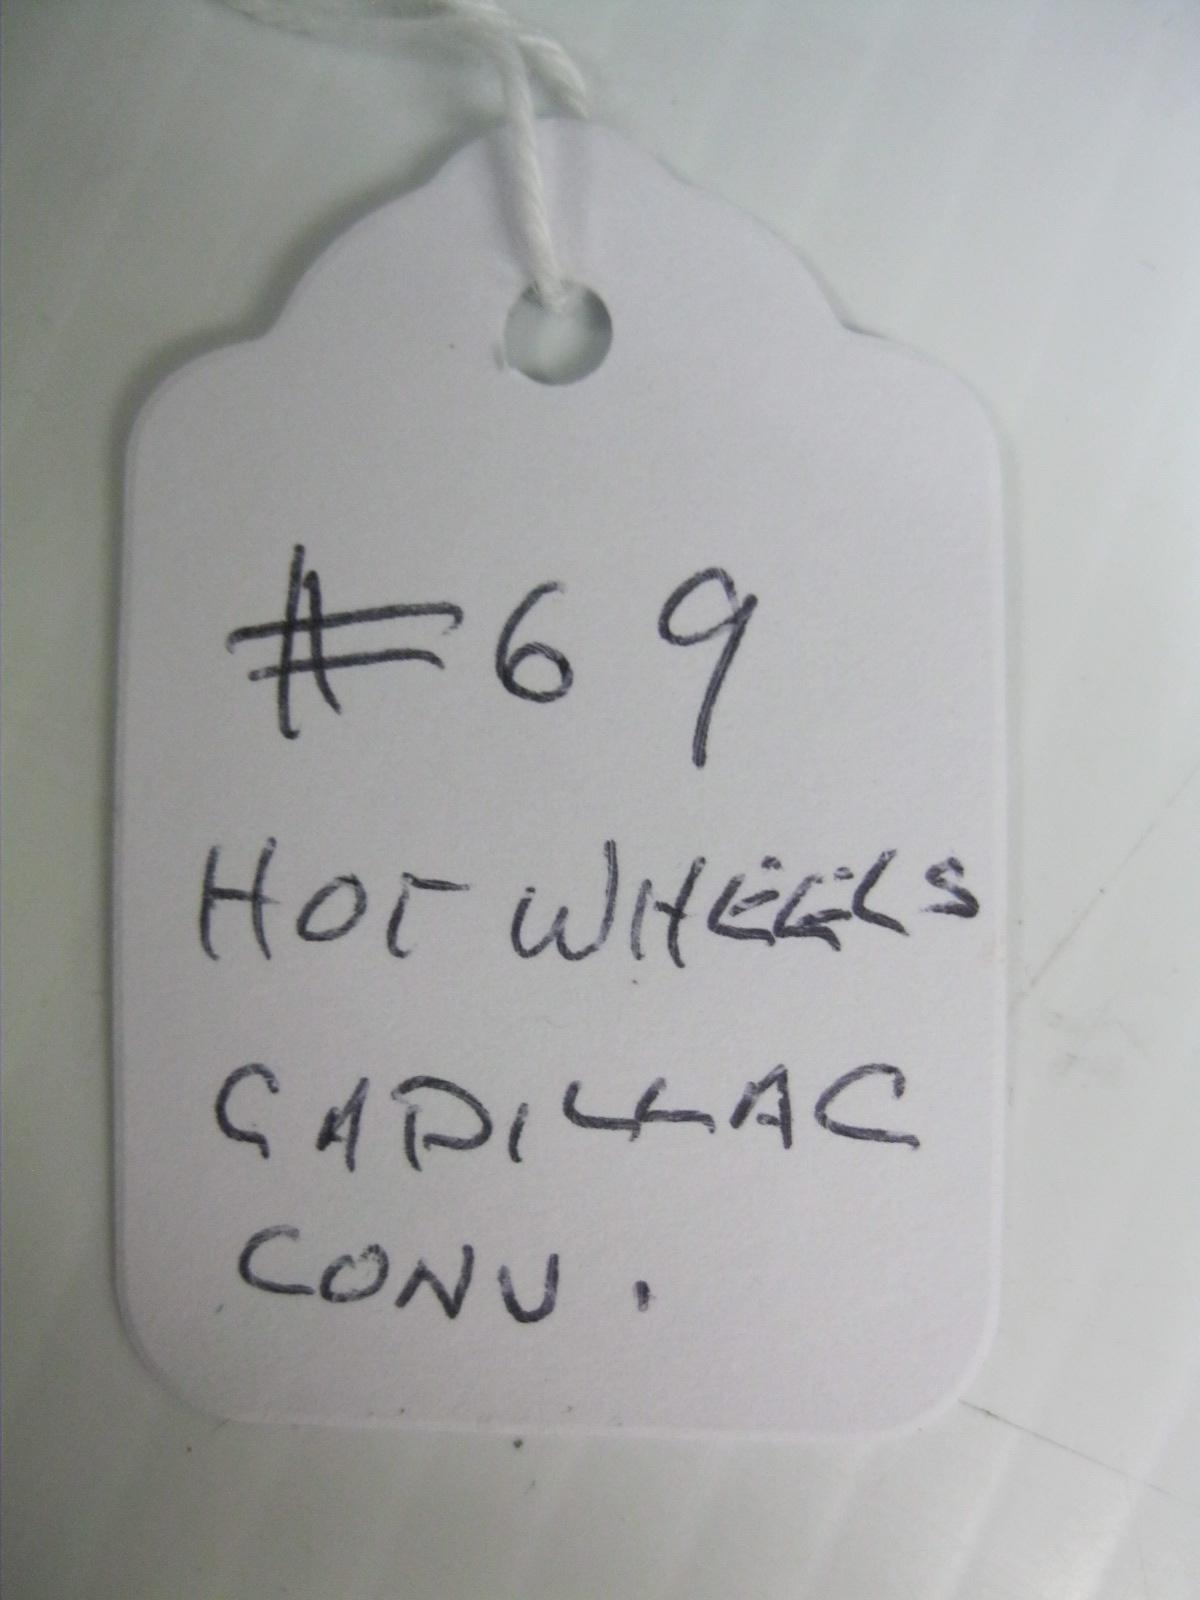 #69
HOT WHEELS
CADILLAC
CONV.